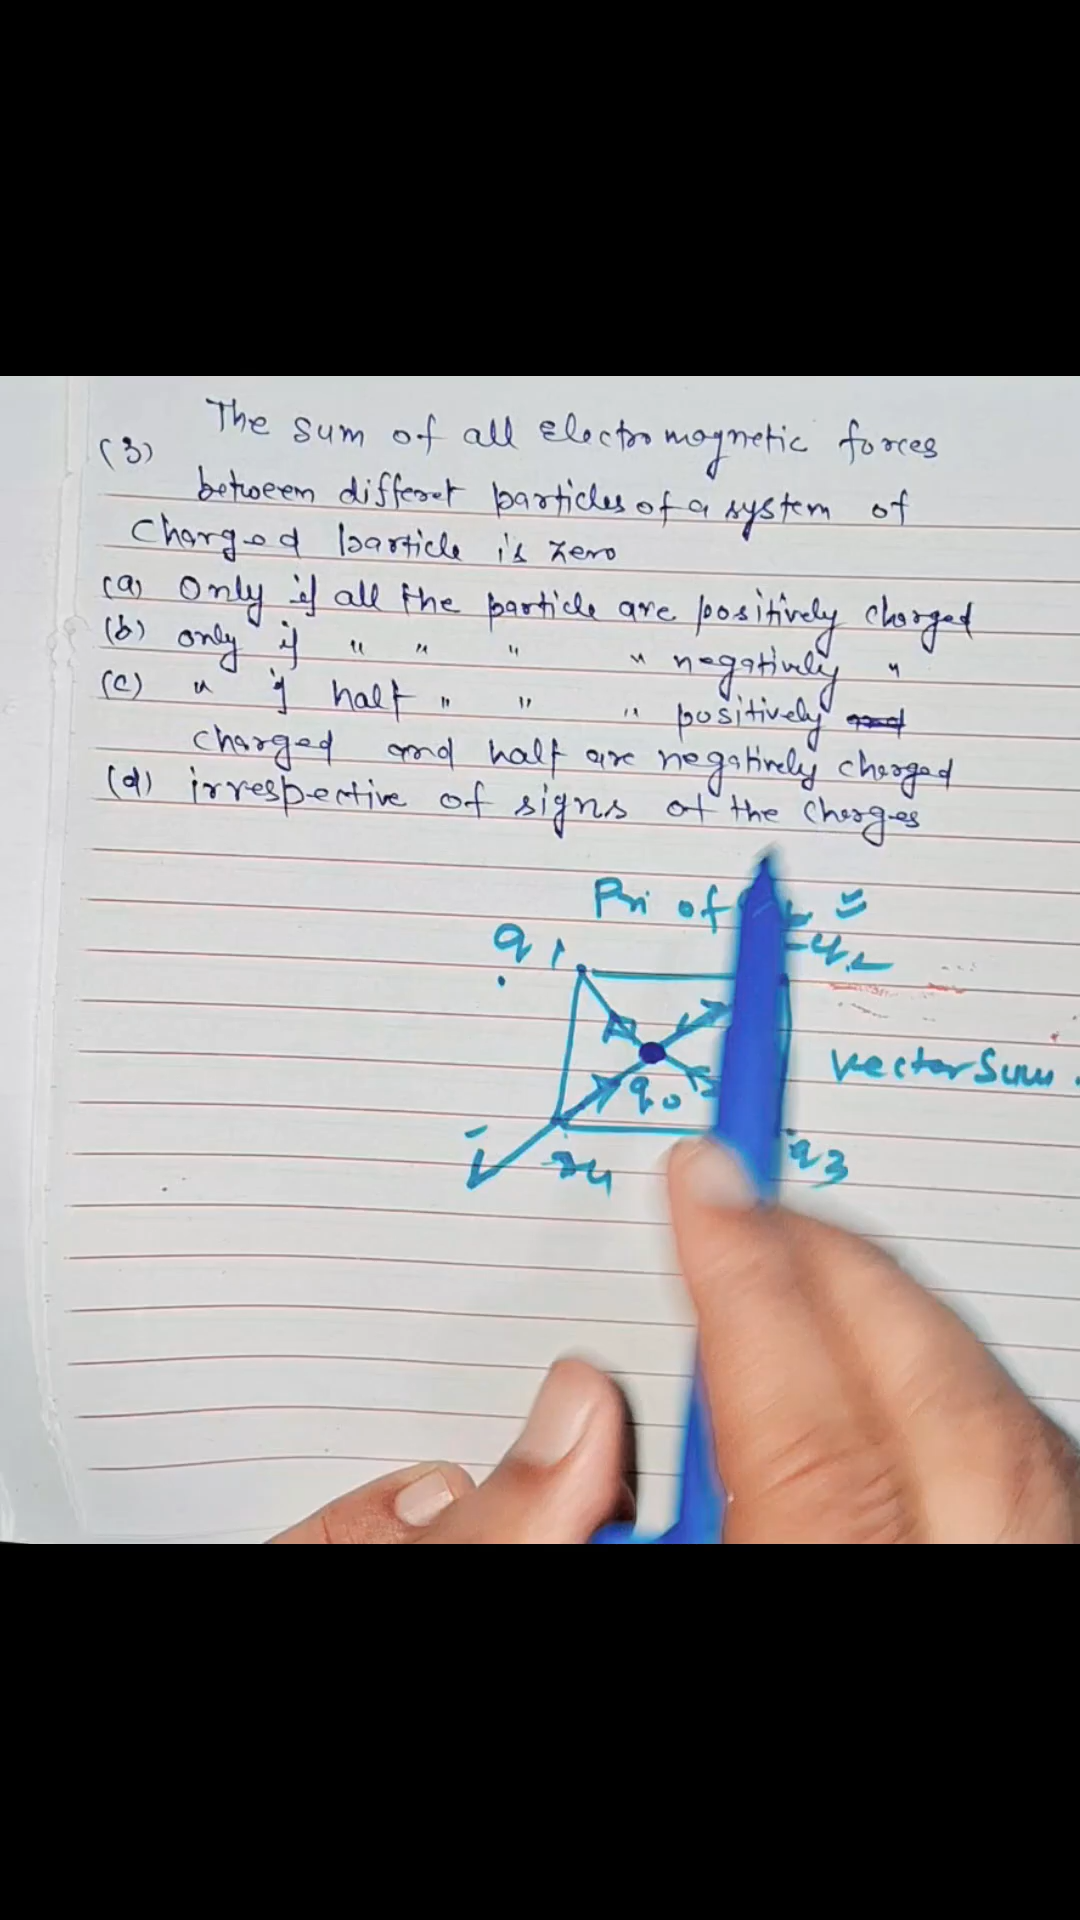 The sum of all electromagnetic forces
(3)
between differet particles of a system of
Charged particle is zero
(a) Only if all the particle are positively charged
(b) only if " " " " negatively "
(c) " if half " " " positively
charged and half are negatively charged
(d) irrespective of signs of the charges
Pri of
q1
vector sum
q0
q3